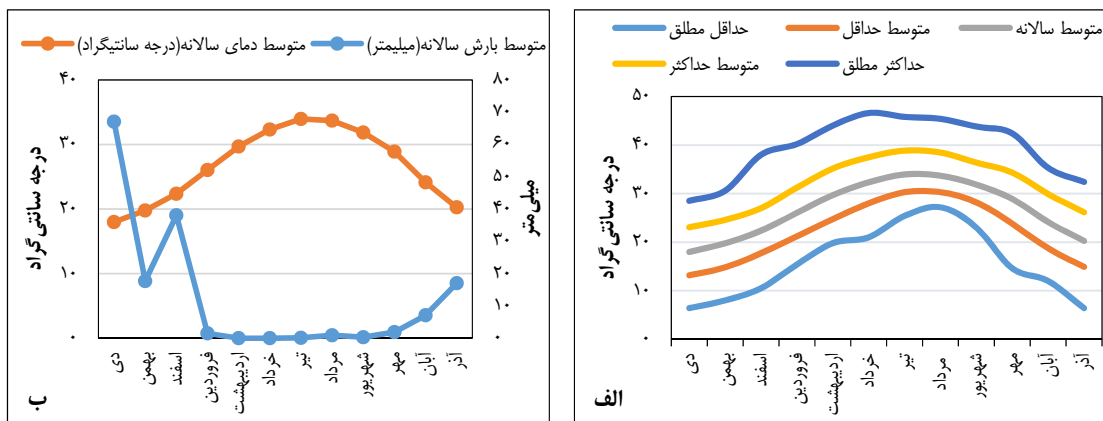 متوسط بارش سالانه(میلیمتر)
متوسط دمای سالانه(درجه سانتیگراد)
۴۰
۳۰
۲۰
۱۰
۰
درجه سانتی‌گراد
۸۰
۷۰
۶۰
۵۰
۴۰
۳۰
۲۰
۱۰
۰
میلی‌متر
دی
بهمن
اسفند
فروردین
اردیبهشت
خرداد
تیر
مرداد
شهریور
مهر
آبان
آذر
ب
متوسط سالانه
متوسط حداقل
حداقل مطلق
حداکثر مطلق
متوسط حداکثر
۵۰
۴۰
۳۰
۲۰
۱۰
۰
درجه سانتی‌گراد
دی
بهمن
اسفند
فروردین
اردیبهشت
خرداد
تیر
مرداد
شهریور
مهر
آبان
آذر
الف